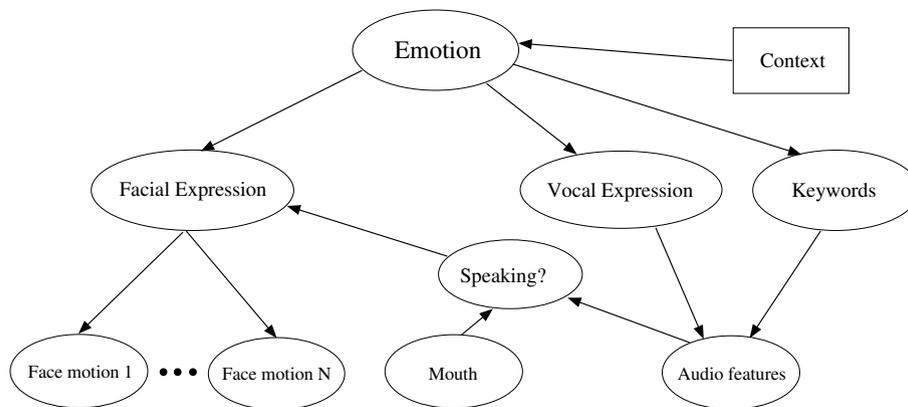 Emotion
Context
Facial Expression
Vocal Expression
Keywords
Speaking?
Face motion 1
Face motion N
Mouth
Audio features